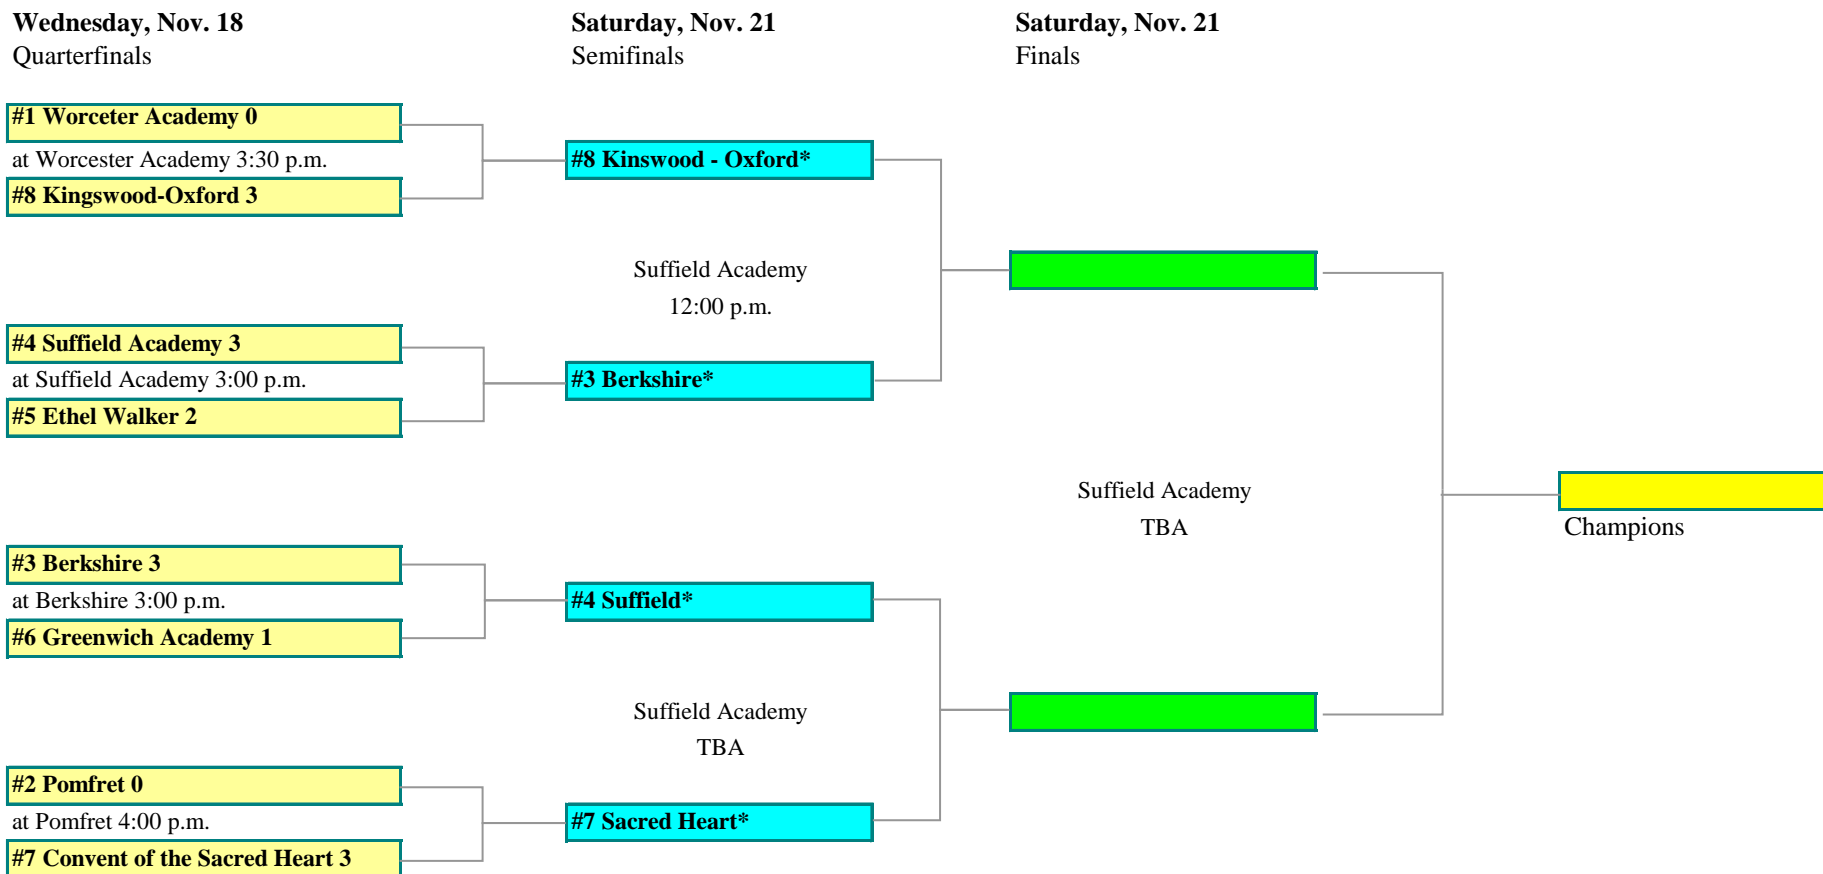 Wednesday, Nov. 18
Quarterfinals
Saturday, Nov. 21
Semifinals
Saturday, Nov. 21
Finals
#1 Worceter Academy 0
at Worcester Academy 3:30 p.m.
#8 Kingswood-Oxford 3
#8 Kinswood - Oxford*
Suffield Academy
12:00 p.m.
#4 Suffield Academy 3
at Suffield Academy 3:00 p.m.
#5 Ethel Walker 2
#3 Berkshire*
Suffield Academy
TBA
Champions
#3 Berkshire 3
at Berkshire 3:00 p.m.
#6 Greenwich Academy 1
#4 Suffield*
Suffield Academy
TBA
#2 Pomfret 0
at Pomfret 4:00 p.m.
#7 Convent of the Sacred Heart 3
#7 Sacred Heart*